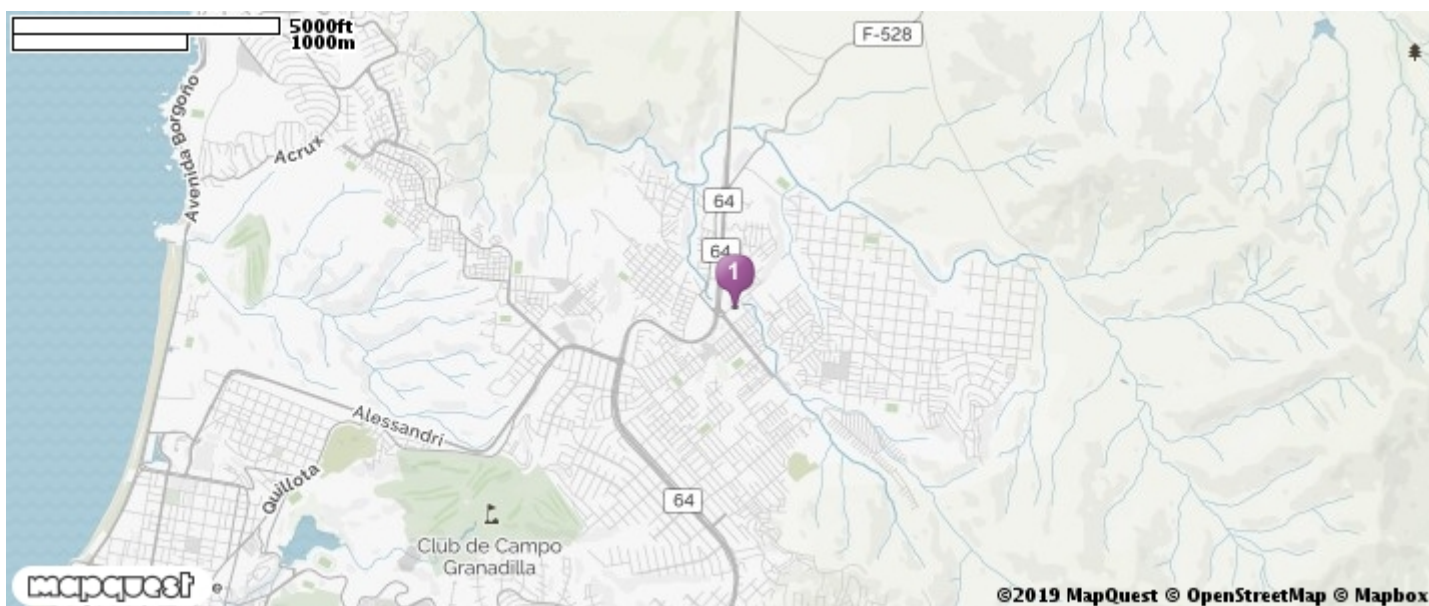 5000ft
1000m
F-528
Avenida Borgoño
Acrux
64
64
1
Alessandri
Quillota
64
Club de Campo
Granadilla
mapquest
e
©2019 MapQuest © OpenStreetMap © Mapbox